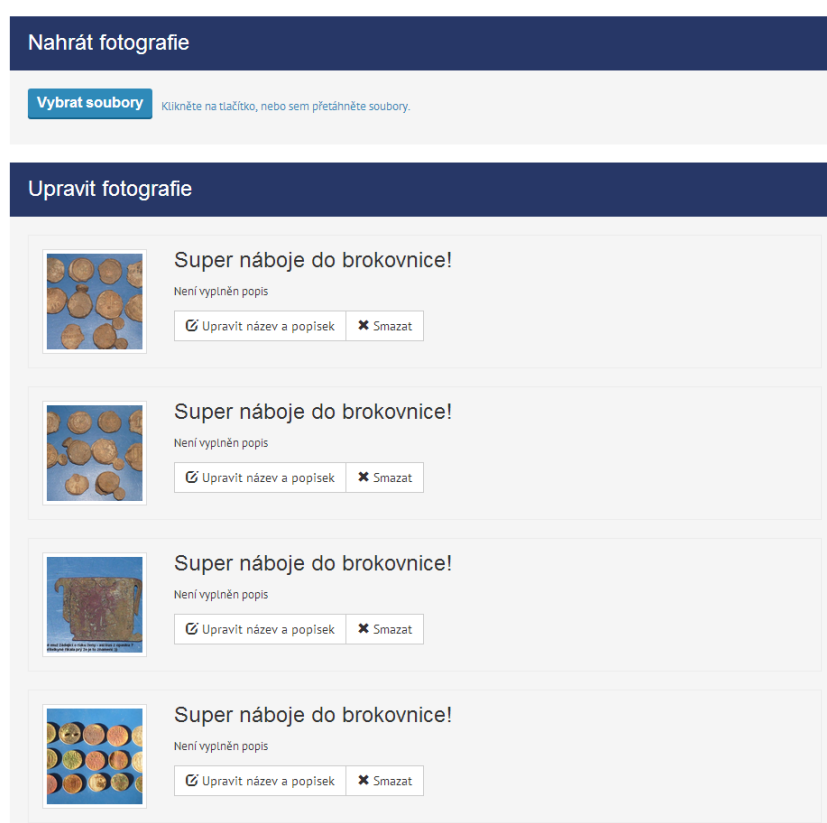 Nahrát fotografie
Vybrat soubory Klikněte na tlačítko, nebo sem přetáhněte soubory.
Upravit fotografie
Super náboje do brokovnice!
Není vyplněn popis
Upravit název a popisek Smazat
Super náboje do brokovnice!
Není vyplněn popis
Upravit název a popisek Smazat
Super náboje do brokovnice!
Není vyplněn popis
Upravit název a popisek Smazat
Super náboje do brokovnice!
Není vyplněn popis
Upravit název a popisek Smazat